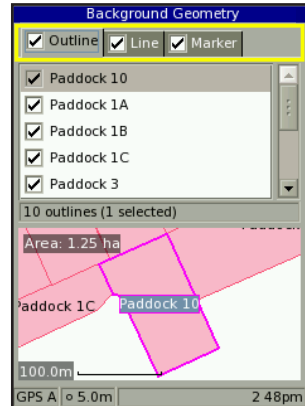 Background Geometry
Outline Line Marker
Paddock 10
Paddock 1A
Paddock 1B
Paddock 1C
Paddock 3
10 outlines (1 selected)
Area: 1.25 ha
Paddock 1C Paddock 10
100.0m
GPS A 5.0m 2 48pm